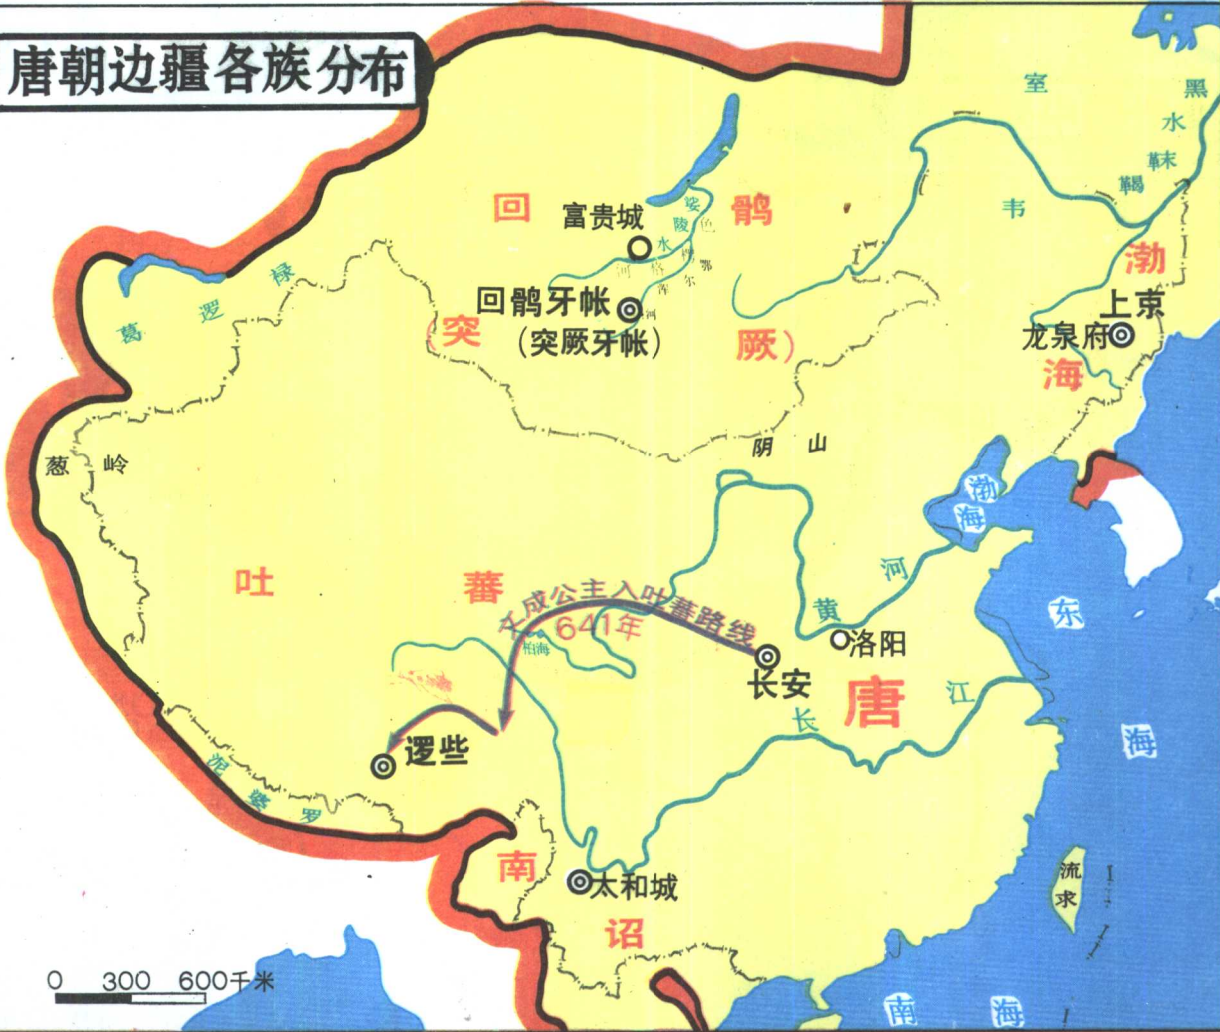 唐朝边疆各族分布
室
韦
黑
水
靺
鞨
回
鹘
富贵城
娑
陵
水
回鹘牙帐
(突厥牙帐)
(突
厥)
鄂
尔
河
渤
海
上京
龙泉府
葛
逻
禄
葱
岭
阴 山
渤
海
吐
蕃
文成公主入吐蕃路线
641年
柏海
黄
河
洛阳
长安
唐
长
江
东
海
逻些
泥
婆
罗
南
诏
太和城
流
求
南
海
0 300 600千米